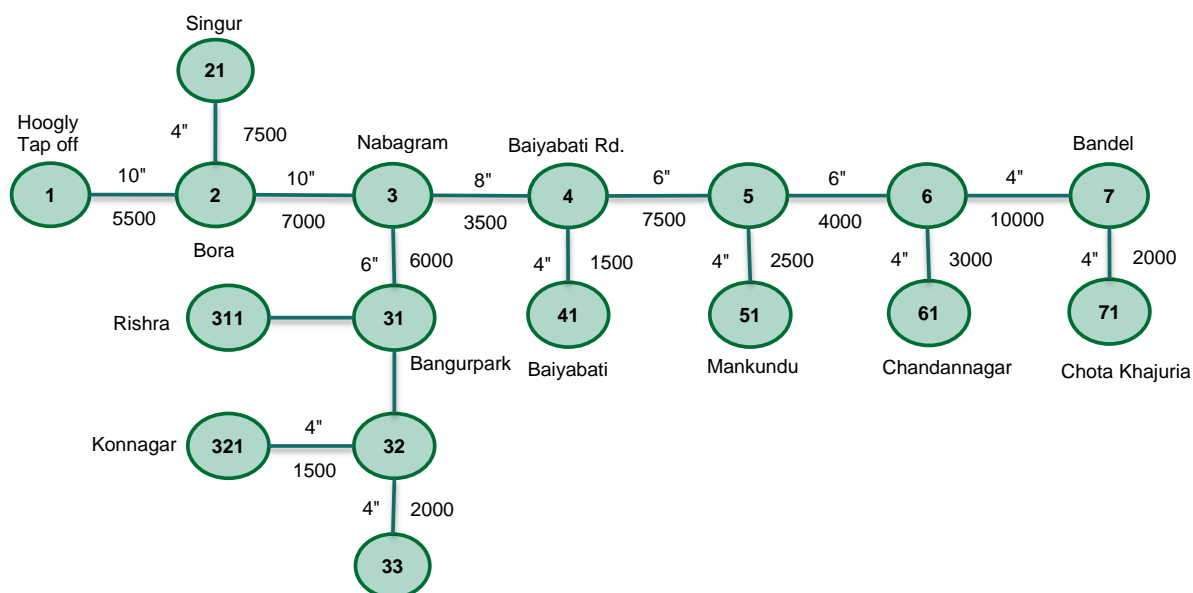 Singur
21
4" 7500
Hoogly
Tap off
1
10"
5500
2
Bora
10"
7000
Nabagram
3
8"
3500
Baiyabati Rd.
4
6"
7500
5
6"
4000
6
4"
10000
Bandel
7
6" 6000
4" 1500
4" 2500
4" 3000
4" 2000
Rishra
311
31
Bangurpark
41
Baiyabati
51
Mankundu
61
Chandannagar
71
Chota Khajuria
Konnagar
321
4"
1500
32
4" 2000
33